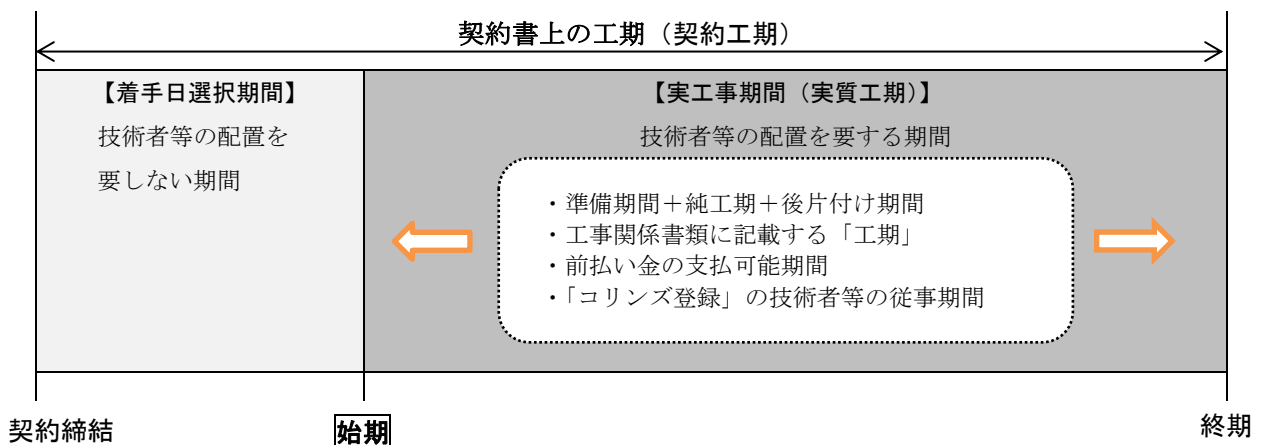 契約書上の工期（契約工期）
【着手日選択期間】
技術者等の配置を
要しない期間
【実工事期間（実質工期）】
技術者等の配置を要する期間
・準備期間＋純工期＋後片付け期間
・工事関係書類に記載する「工期」
・前払い金の支払可能期間
・「コリンズ登録」の技術者等の従事期間
契約締結
始期
終期